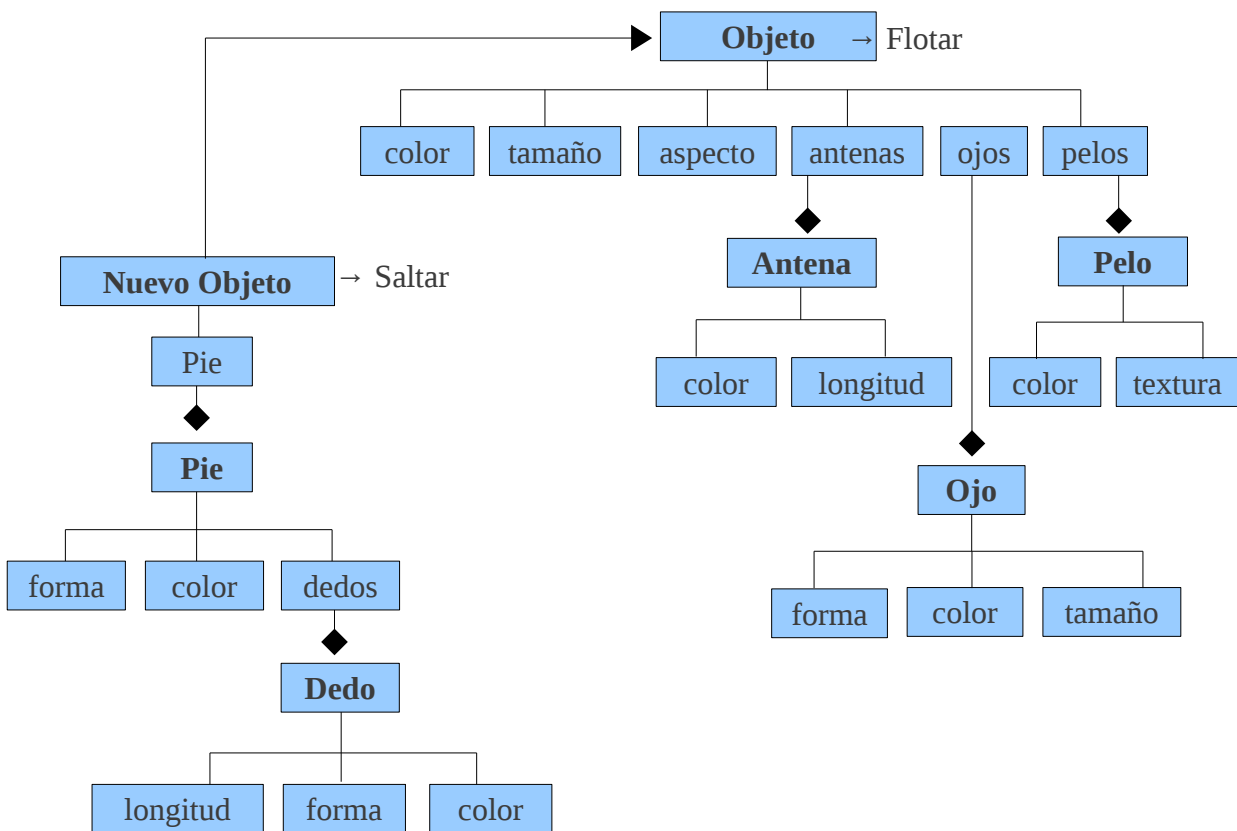 Objeto → Flotar
color tamaño aspecto antenas ojos pelos
Antena Pelo
Nuevo Objeto → Saltar
Pie
color longitud color textura
Pie
Ojo
forma color dedos
forma color tamaño
Dedo
longitud forma color